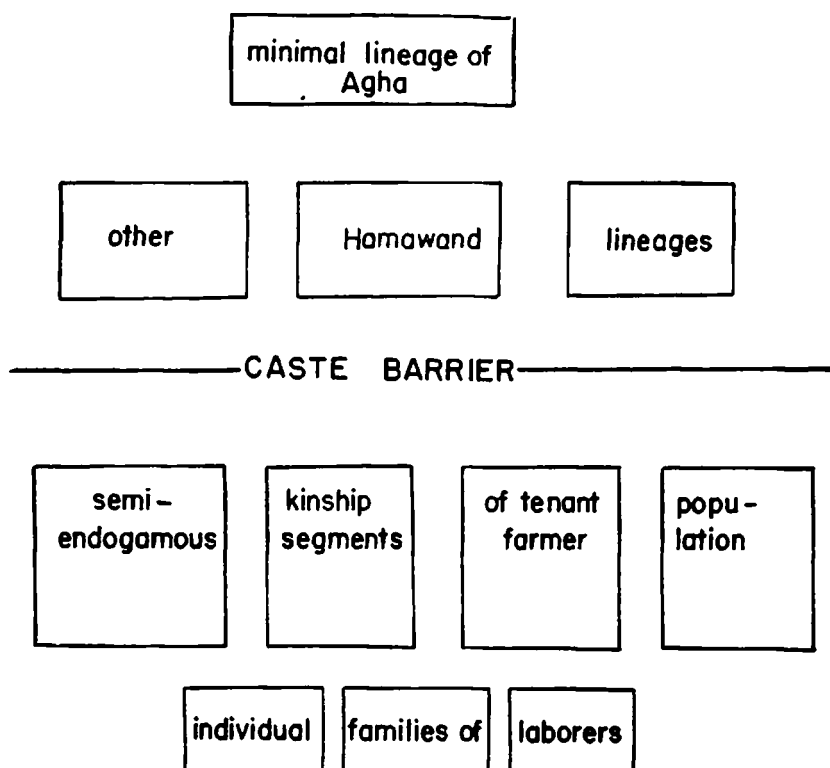 minimal lineage of
Agha
other Hamawand lineages
CASTE BARRIER
semi-
endogamous
kinship
segments
of tenant
farmer
popu-
lation
individual families of laborers